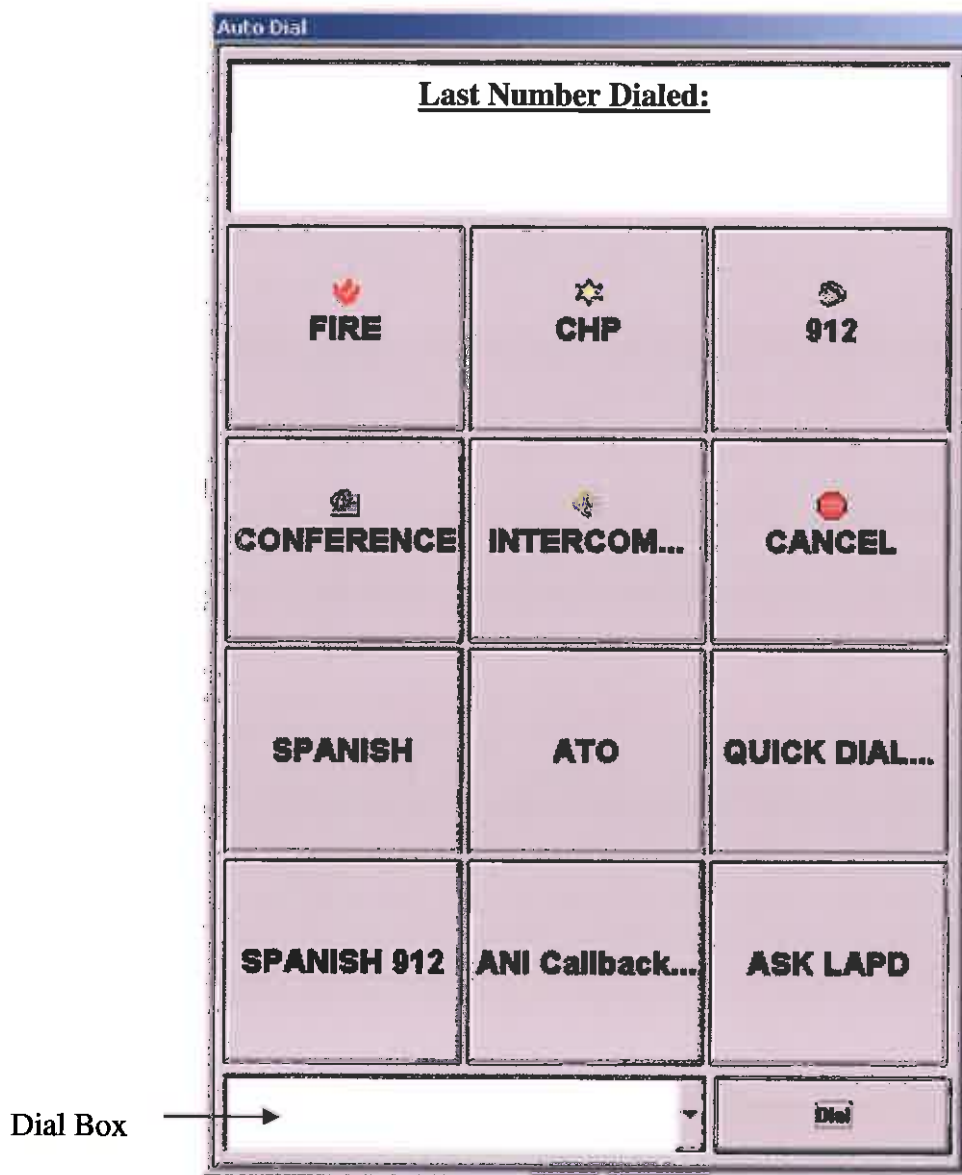 Auto Dial
Last Number Dialed:
FIRE
CHP
912
CONFERENCE
INTERCOM...
CANCEL
SPANISH
ATO
QUICK DIAL...
SPANISH 912
ANI Callback...
ASK LAPD
Dial Box
Dial